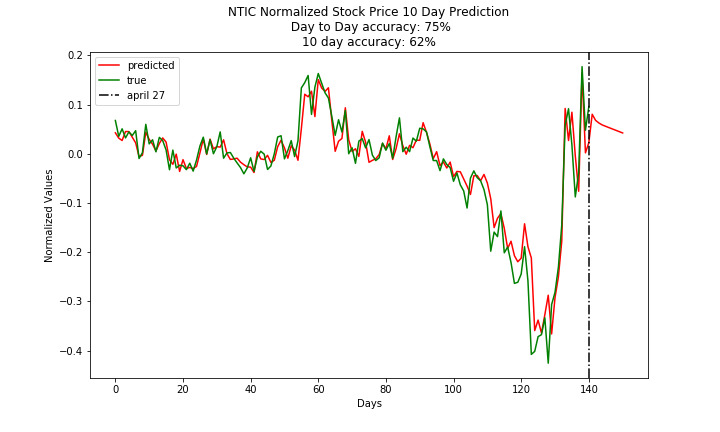 NTIC Normalized Stock Price 10 Day Prediction
Day to Day accuracy: 75%
10 day accuracy: 62%
predicted
true
april 27
Normalized Values
0.2
0.1
0.0
−0.1
−0.2
−0.3
−0.4
0 20 40 60 80 100 120 140
Days